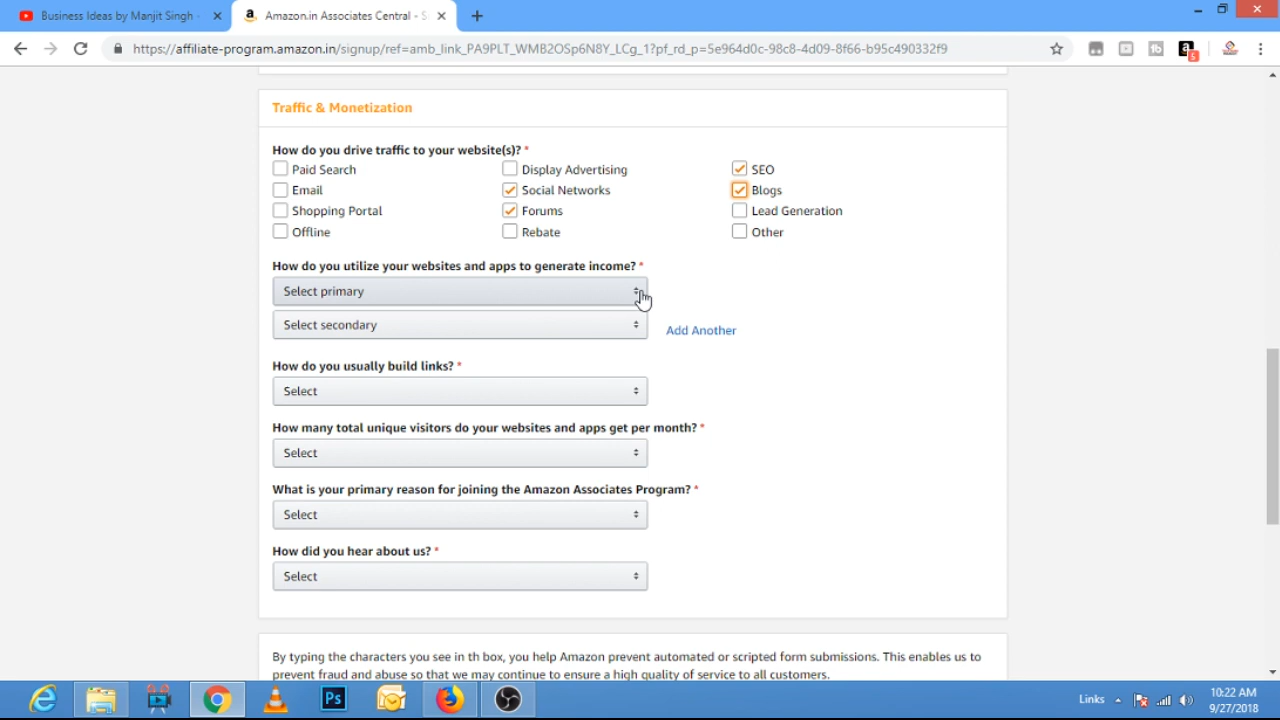 Business Ideas by Manjit Singh -
Amazon.in Associates Central - S
https://affiliate-program.amazon.in/signup/ref=amb_link_PA9PLT_WMB2OSp6N8Y_LCg_1?pf_rd_p=5e964d0c-98c8-4d09-8f66-b95c490332f9
Traffic & Monetization
How do you drive traffic to your website(s)? *
Paid Search Display Advertising SEO
Email Social Networks Blogs
Shopping Portal Forums Lead Generation
Offline Rebate Other
How do you utilize your websites and apps to generate income? *
Select primary
Select secondary
Add Another
How do you usually build links? *
Select
How many total unique visitors do your websites and apps get per month? *
Select
What is your primary reason for joining the Amazon Associates Program? *
Select
How did you hear about us? *
Select
By typing the characters you see in th box, you help Amazon prevent automated or scripted form submissions. This enables us to
prevent fraud and abuse so that we may continue to ensure a high quality of service to all customers.
Ps
Links
10:22 AM
9/27/2018